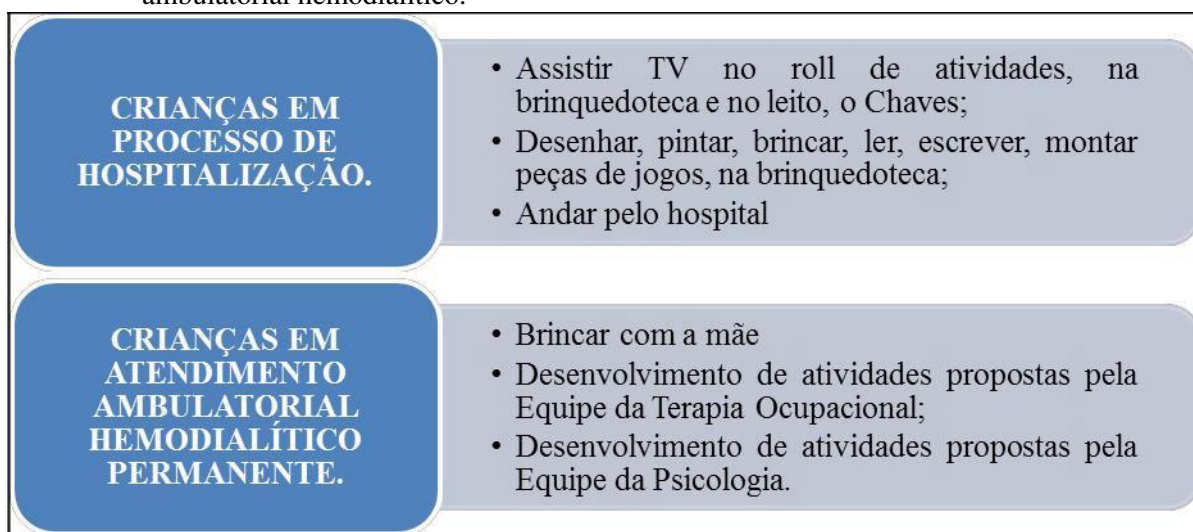 ambulatorial hemodialítico.
CRIANÇAS EM
PROCESSO DE
HOSPITALIZAÇÃO.
• Assistir TV no roll de atividades, na
brinquedoteca e no leito, o Chaves;
• Desenhar, pintar, brincar, ler, escrever, montar
peças de jogos, na brinquedoteca;
• Andar pelo hospital
CRIANÇAS EM
ATENDIMENTO
AMBULATORIAL
HEMODIALÍTICO
PERMANENTE.
• Brincar com a mãe
• Desenvolvimento de atividades propostas pela
Equipe da Terapia Ocupacional;
• Desenvolvimento de atividades propostas pela
Equipe da Psicologia.